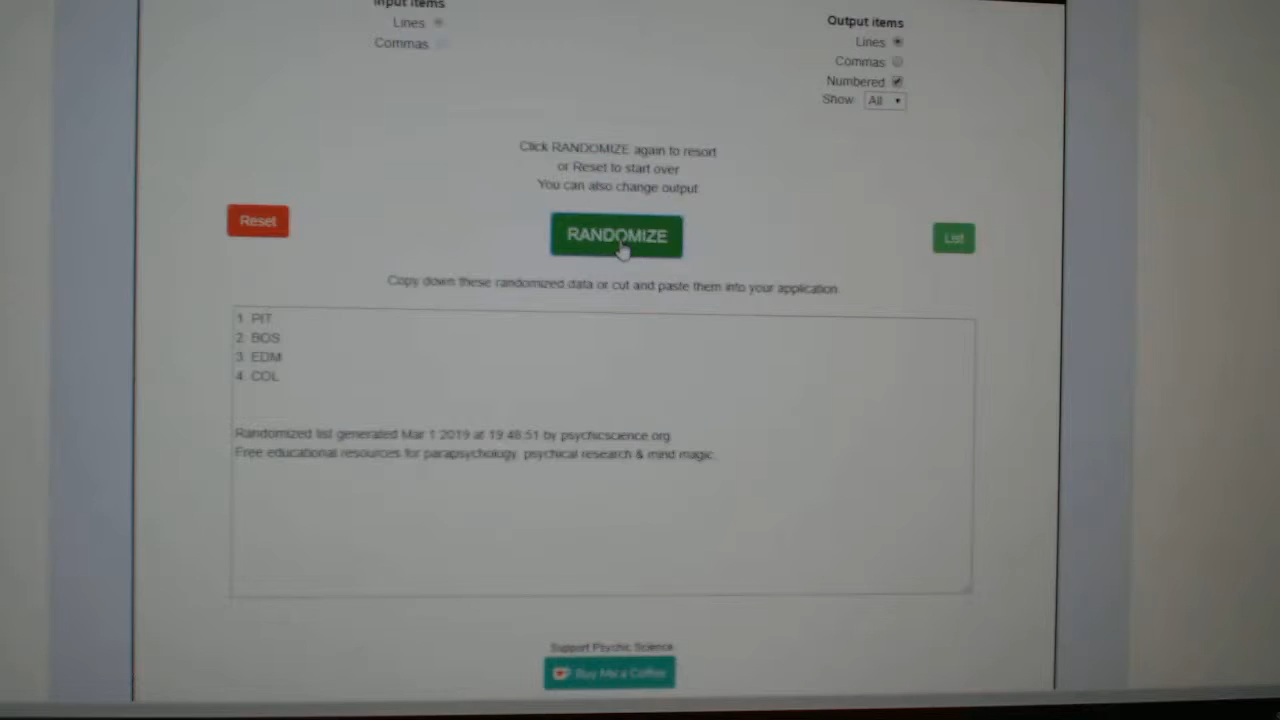 Input items
Lines
Commas
Output items
Lines
Commas
Numbered
Show All
Click RANDOMIZE again to resort
or Reset to start over
You can also change output
Reset
RANDOMIZE
List
Copy down these randomized data or cut and paste them into your application
1. PIT
2. BOS
3. EDM
4. COL
Randomized list generated Mar 1 2019 at 19:48:51 by psychicscience.org
Free educational resources for parapsychology, psychical research & mind magic.
Support Psychic Science
Buy Me a Coffee